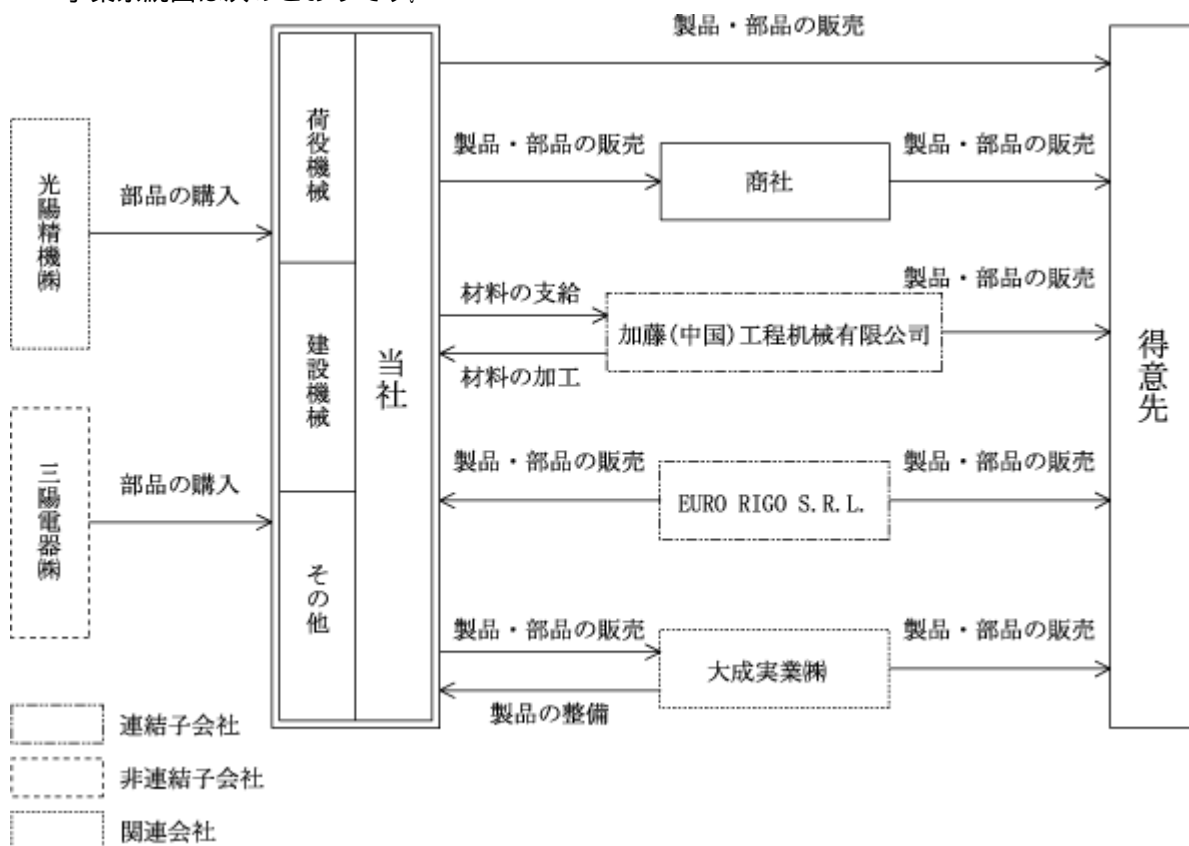 事業系統図は次のとおりです。
製品・部品の販売
荷役機械
製品・部品の販売
製品・部品の販売
商社
光陽精機㈱
部品の購入
材料の支給
製品・部品の販売
加藤(中国)工程机械有限公司
材料の加工
建設機械
当社
得意先
三陽電器㈱
部品の購入
製品・部品の販売
製品・部品の販売
EURO RIGO S.R.L.
その他
製品・部品の販売
製品・部品の販売
大成実業㈱
製品の整備
連結子会社
非連結子会社
関連会社